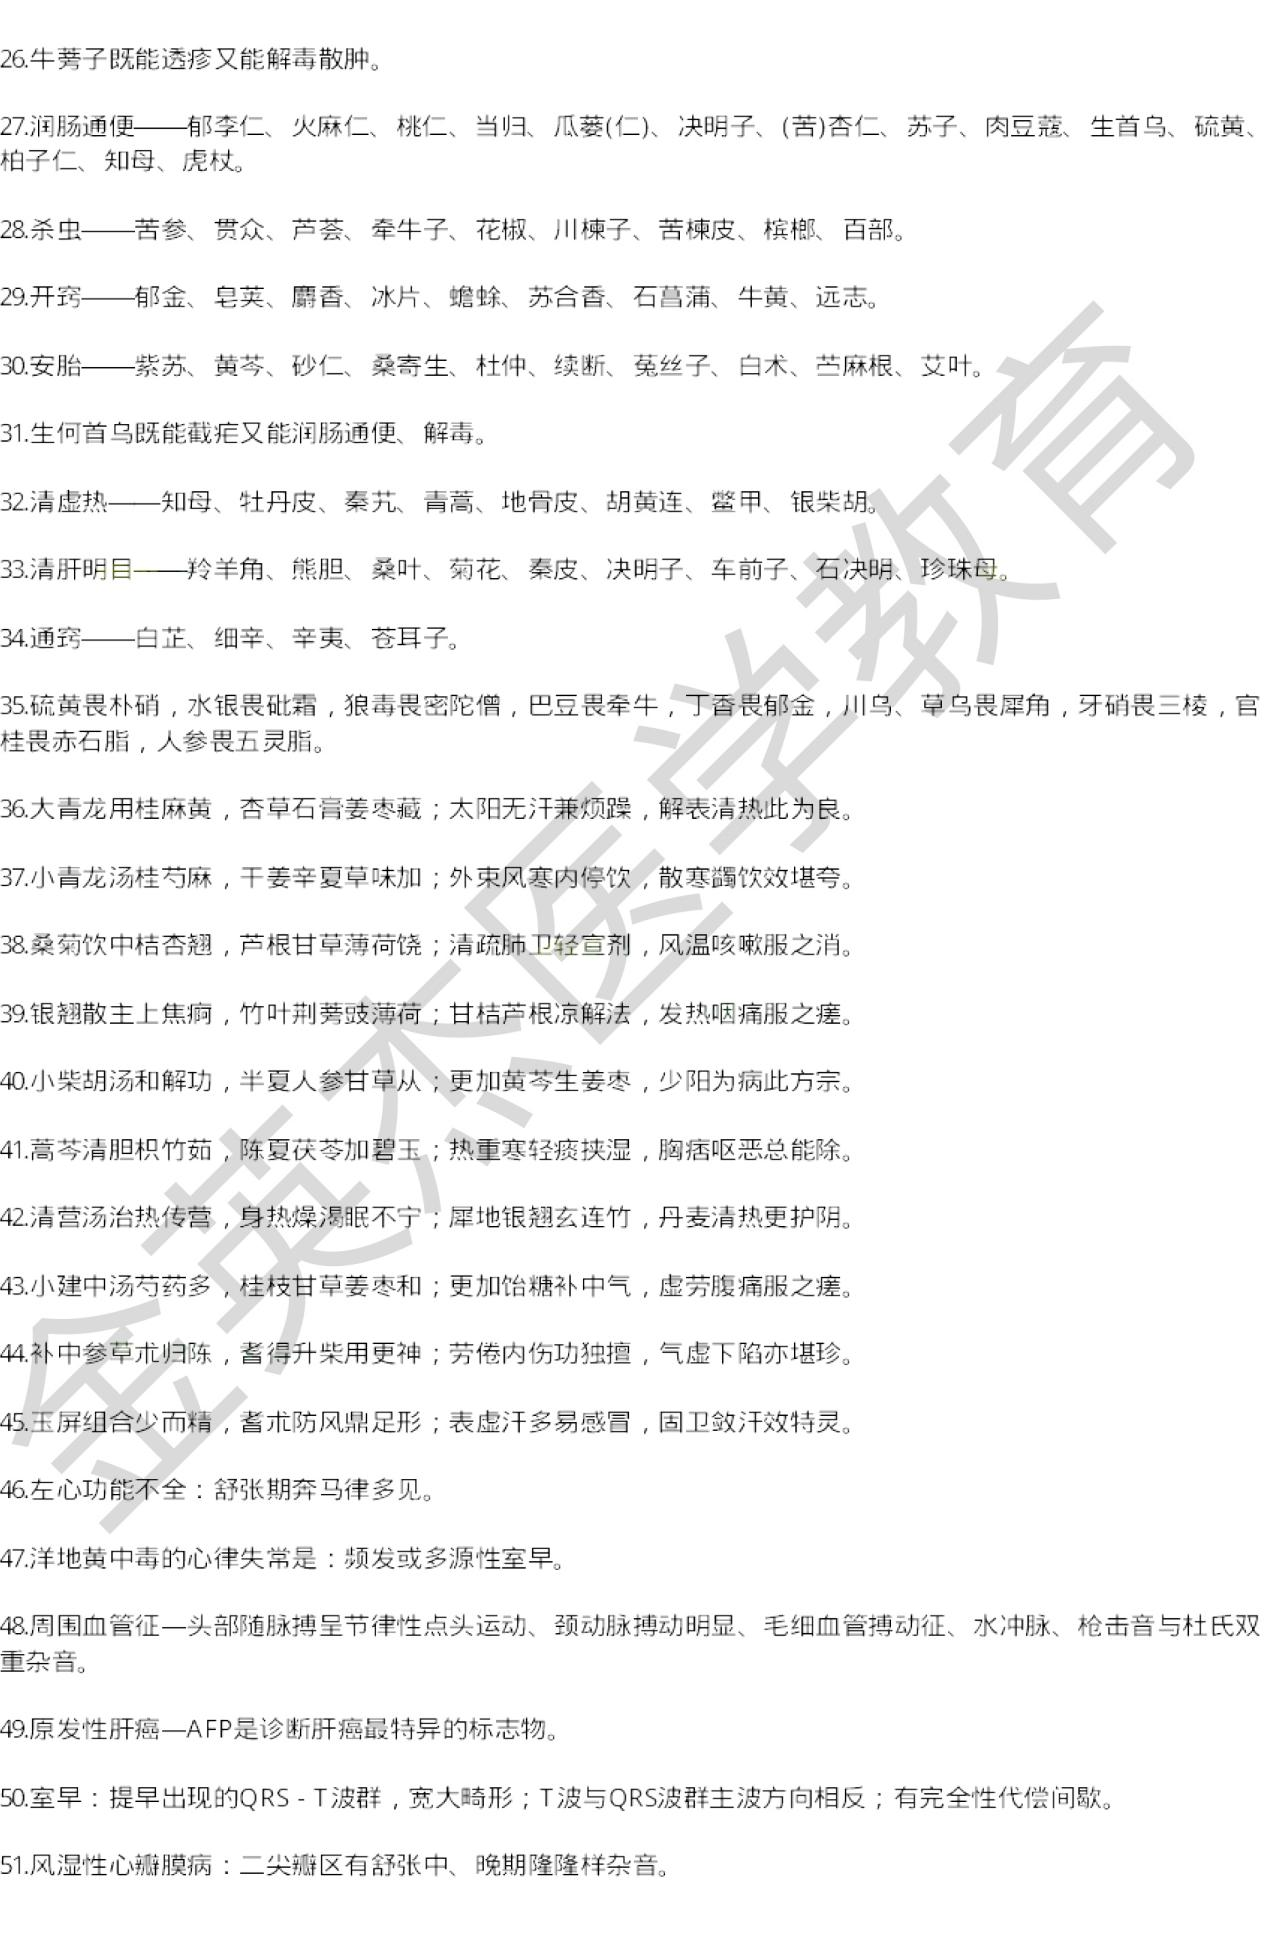 26.牛蒡子既能透疹又能解毒散肿。
27.润肠通便——郁李仁、火麻仁、桃仁、当归、瓜蒌(仁)、决明子、(苦)杏仁、苏子、肉豆蔻、生首乌、硫黄、
柏子仁、知母、虎杖。
28.杀虫——苦参、贯众、芦荟、牵牛子、花椒、川楝子、苦楝皮、槟榔、百部。
29.开窍——郁金、皂荚、麝香、冰片、蟾蜍、苏合香、石菖蒲、牛黄、远志。
30.安胎——紫苏、黄芩、砂仁、桑寄生、杜仲、续断、菟丝子、白术、苎麻根、艾叶。
31.生何首乌既能截疟又能润肠通便、解毒。
32.清虚热——知母、牡丹皮、秦艽、青蒿、地骨皮、胡黄连、鳖甲、银柴胡。
33.清肝明目——羚羊角、熊胆、桑叶、菊花、秦皮、决明子、车前子、石决明、珍珠母。
34.通窍——白芷、细辛、辛夷、苍耳子。
35.硫黄畏朴硝，水银畏砒霜，狼毒畏密陀僧，巴豆畏牵牛，丁香畏郁金，川乌、草乌畏犀角，牙硝畏三棱，官
桂畏赤石脂，人参畏五灵脂。
36.大青龙用桂麻黄，杏草石膏姜枣藏；太阳无汗兼烦躁，解表清热此为良。
37.小青龙汤桂芍麻，干姜辛夏草味加；外束风寒内停饮，散寒蠲饮效堪夸。
38.桑菊饮中桔杏翘，芦根甘草薄荷饶；清疏肺卫轻宣剂，风温咳嗽服之消。
39.银翘散主上焦疴，竹叶荆蒡豉薄荷；甘桔芦根凉解法，发热咽痛服之瘥。
40.小柴胡汤和解功，半夏人参甘草从；更加黄芩生姜枣，少阳为病此方宗。
41.蒿芩清胆枳竹茹，陈夏茯苓加碧玉；热重寒轻痰挟湿，胸痞呕恶总能除。
42.清营汤治热传营，身热燥渴眠不宁；犀地银翘玄连竹，丹麦清热更护阴。
43.小建中汤芍药多，桂枝甘草姜枣和；更加饴糖补中气，虚劳腹痛服之瘥。
44.补中参草术归陈，耆得升柴用更神；劳倦内伤功独擅，气虚下陷亦堪珍。
45.玉屏组合少而精，耆术防风鼎足形；表虚汗多易感冒，固卫敛汗效特灵。
46.左心功能不全：舒张期奔马律多见。
47.洋地黄中毒的心律失常是：频发或多源性室早。
48.周围血管征—头部随脉搏呈节律性点头运动、颈动脉搏动明显、毛细血管搏动征、水冲脉、枪击音与杜氏双
重杂音。
49.原发性肝癌—AFP是诊断肝癌最特异的标志物。
50.室早：提早出现的QRS - T波群，宽大畸形；T波与QRS波群主波方向相反；有完全性代偿间歇。
51.风湿性心瓣膜病：二尖瓣区有舒张中、晚期隆隆样杂音。
金英杰医学教育